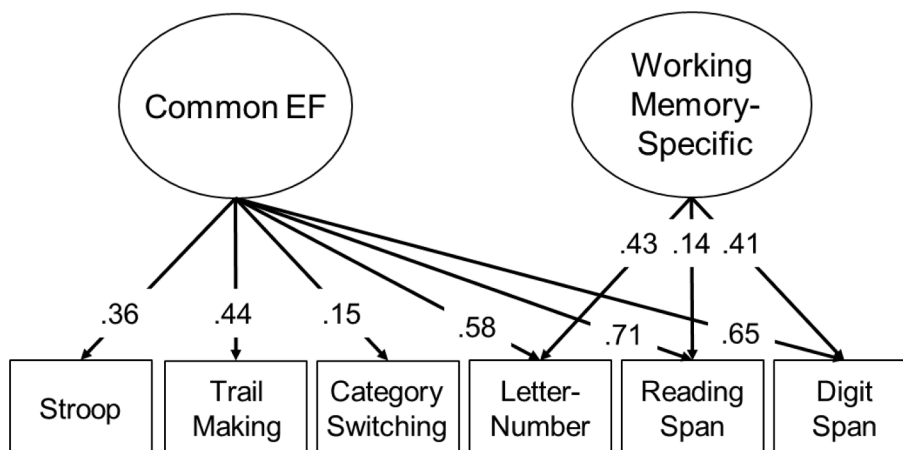 Common EF
Working
Memory-
Specific
.43 .14 .41
.36 .44 .15 .58 .71 .65
Stroop
Trail
Making
Category
Switching
Letter-
Number
Reading
Span
Digit
Span